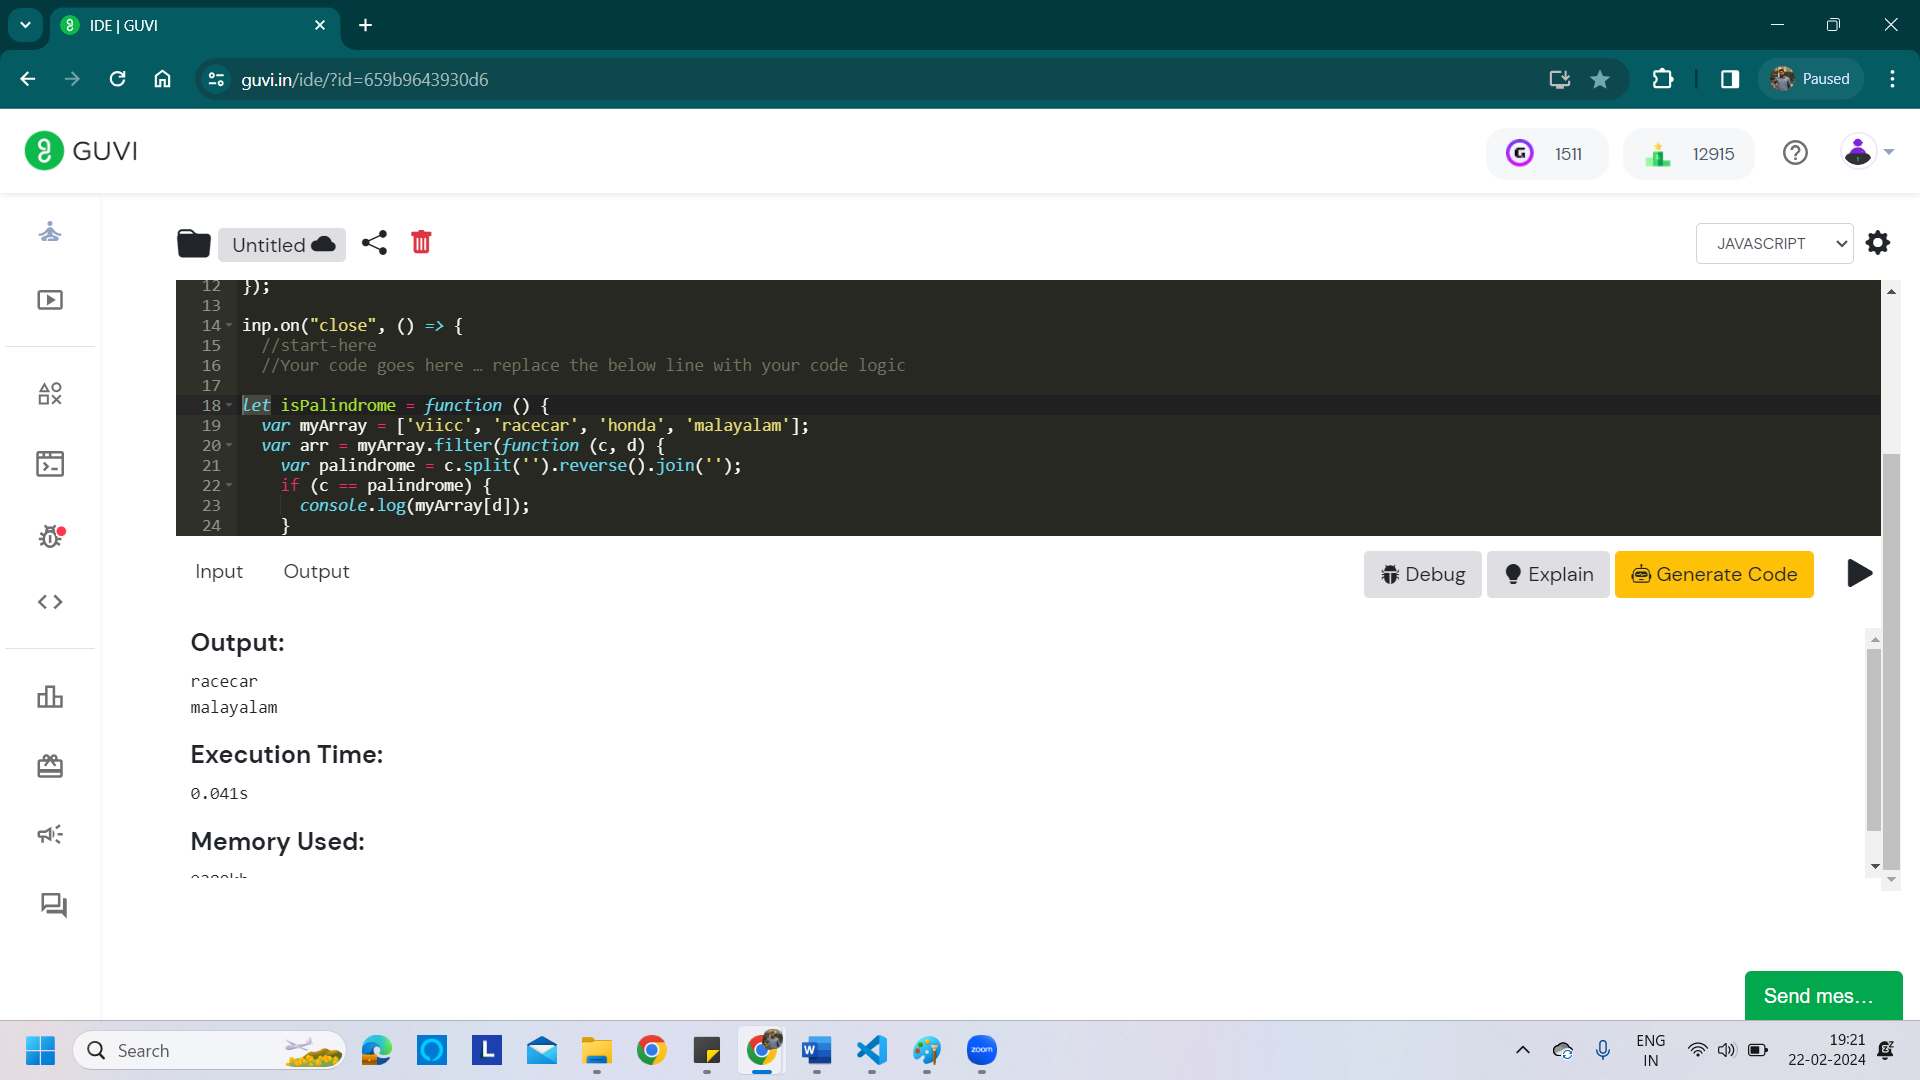 IDE | GUVI
guvi.in/ide/?id=659b9643930d6
Paused
GUVI
1511
12915
Untitled
JAVASCRIPT
12 });
13
14 inp.on("close", () => {
15 //start-here
16 //Your code goes here … replace the below line with your code logic
17
18 let isPalindrome = function () {
19 var myArray = ['viicc', 'racecar', 'honda', 'malayalam'];
20 var arr = myArray.filter(function (c, d) {
21 var palindrome = c.split('').reverse().join('');
22 if (c == palindrome) {
23 console.log(myArray[d]);
24 }
Input Output
Debug Explain Generate Code
Output:
racecar
malayalam
Execution Time:
0.041s
Memory Used:
Send mes...
Search
L
W
zoom
ENG
IN
19:21
22-02-2024